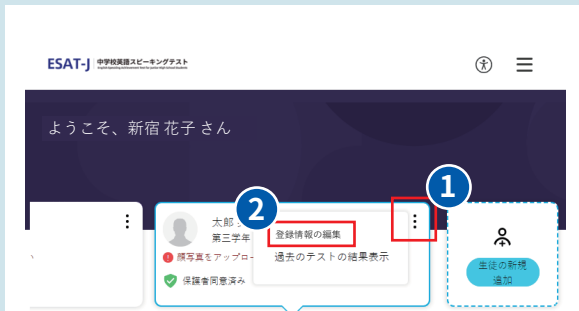 ESAT-J 中学校英語スピーキングテスト
ようこそ、新宿 花子 さん
1
2
太郎
第三学年
登録情報の編集
過去のテストの結果表示
顔写真をアップロー
保護者同意済み
生徒の新規
追加